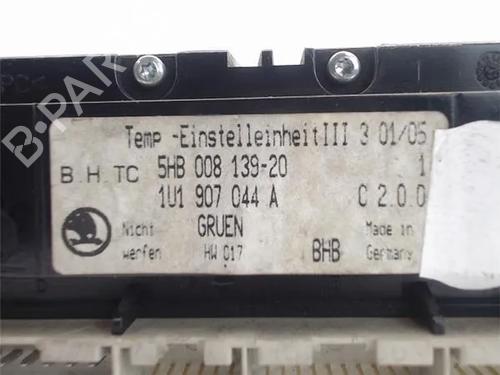 Temp -Einstelleinheit III 3 01/05
B.H.TC 5HB 008 139-20 1
1U1 907 044 A C 2.0.0
Nicht werfen GRUEN Made in Germany
HW 017 BHB